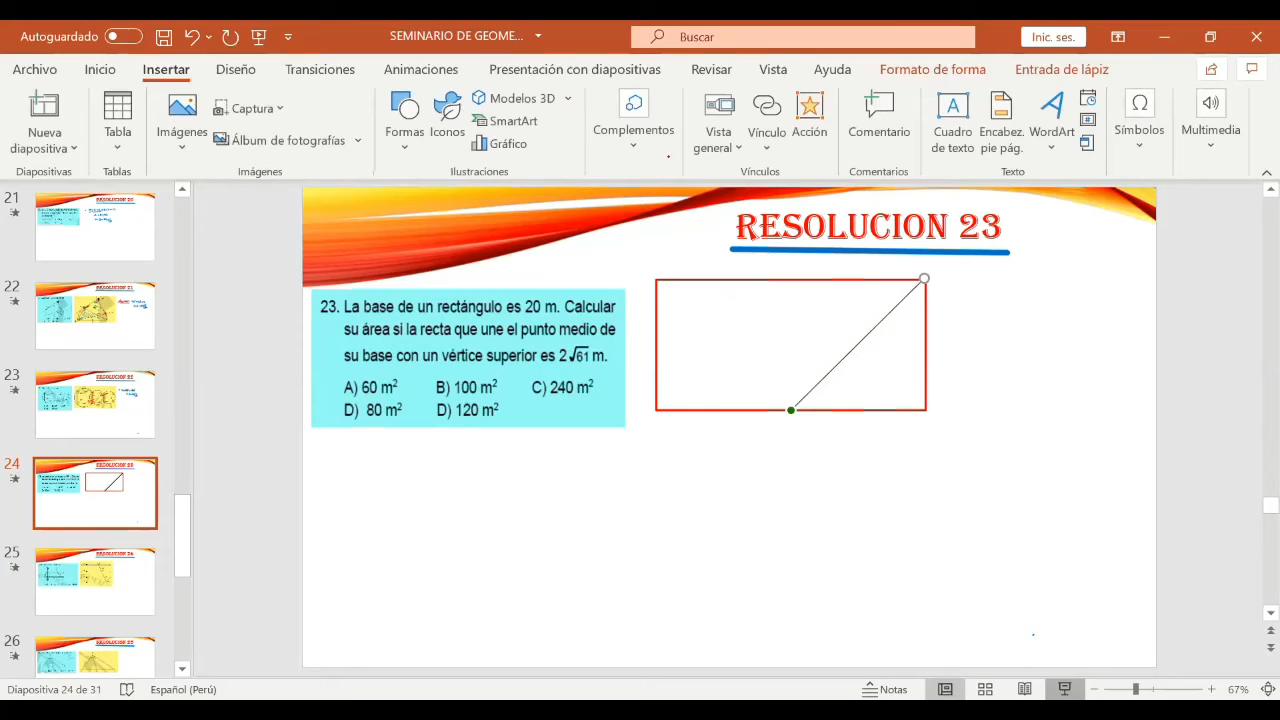 Autoguardado
SEMINARIO DE GEOME...
Buscar
Inic. ses.
Archivo Inicio Insertar Diseño Transiciones Animaciones Presentación con diapositivas Revisar Vista Ayuda Formato de forma Entrada de lápiz
Nueva diapositiva
Tabla
Imágenes
Captura
Álbum de fotografías
Formas
Iconos
Modelos 3D
SmartArt
Gráfico
Complementos
Vista general
Vínculo
Acción
Comentario
Cuadro de texto
Encabez. pie pág.
WordArt
Símbolos
Multimedia
Diapositivas Tablas Imágenes Ilustraciones Vínculos Comentarios Texto
21
22
23
24
25
26
RESOLUCION 23
23. La base de un rectángulo es 20 m. Calcular
su área si la recta que une el punto medio de
su base con un vértice superior es 2√61 m.
A) 60 m² B) 100 m² C) 240 m²
D) 80 m² D) 120 m²
Diapositiva 24 de 31 Español (Perú) Notas 67%